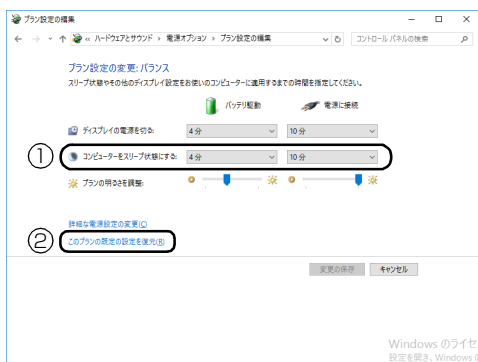 プラン設定の編集
« ハードウェアとサウンド › 電源オプション › プラン設定の編集
コントロール パネルの検索
プラン設定の変更: バランス
スリープ状態やその他のディスプレイ設定をお使いのコンピューターに適用するまでの時間を指定してください。
バッテリ駆動 電源に接続
ディスプレイの電源を切る: 4 分 10 分
① コンピューターをスリープ状態にする: 4 分 10 分
プランの明るさを調整:
詳細な電源設定の変更(C)
② このプランの既定の設定を復元(R)
変更の保存 キャンセル
Windows のライセ
設定を開き、Windows の